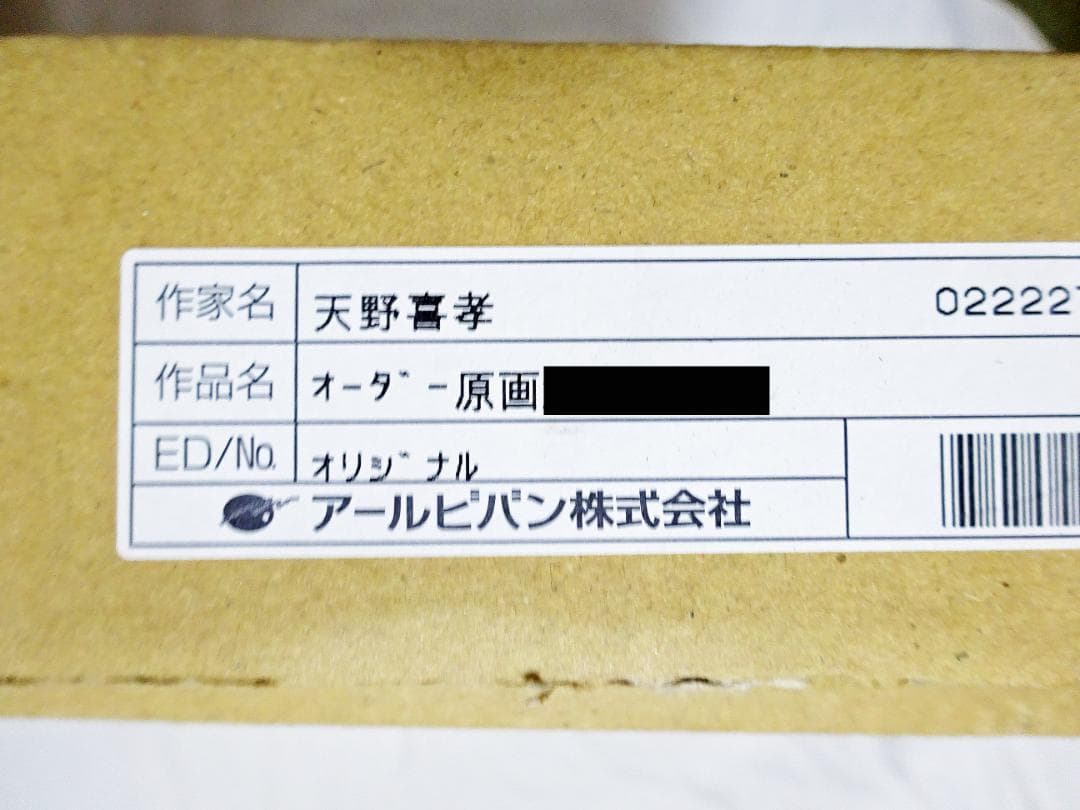 作家名 天野喜孝 022227
作品名 オーダー原画
ED/No. オリジナル
アールビバン株式会社